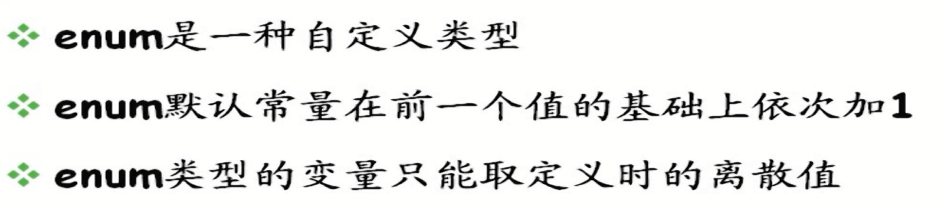 enum是一种自定义类型
enum默认常量在前一个值的基础上依次加1
enum类型的变量只能取定义时的离散值